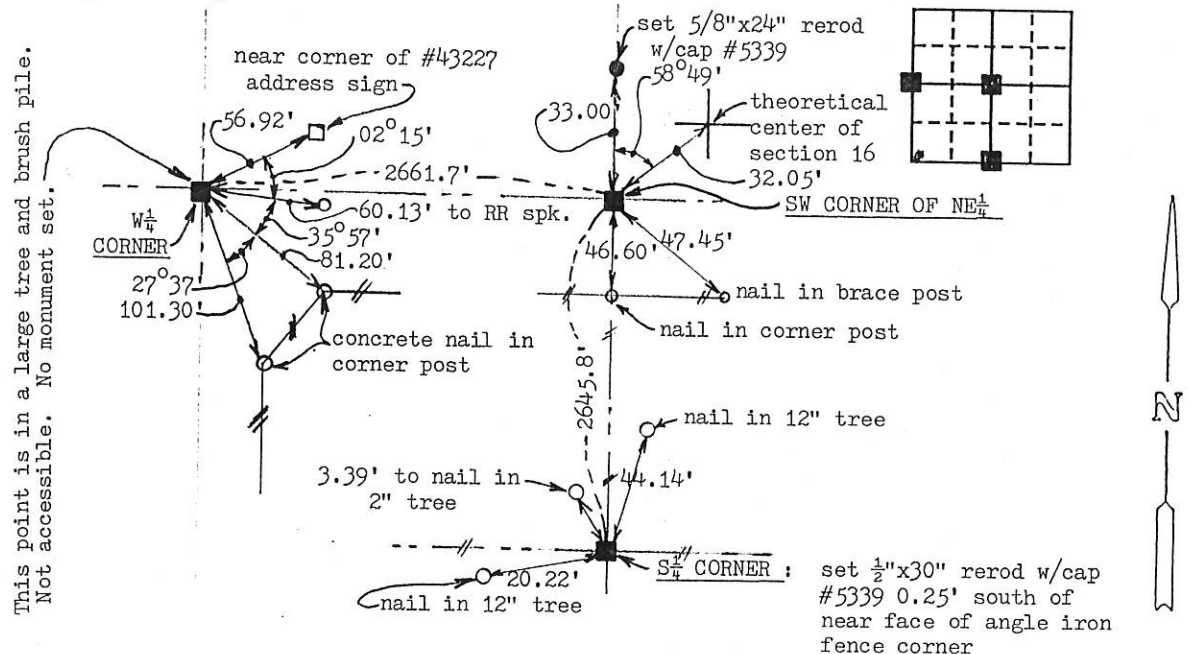 This point is in a large tree and brush pile.
Not accessible. No monument set.
near corner of #43227
address sign
56.92'
02°15'
2661.7'
60.13' to RR spk.
35°57'
81.20'
W¼
CORNER
27°37
101.30'
concrete nail in
corner post
set 5/8"x24" rerod
w/cap #5339
58°49'
33.00
theoretical
center of
section 16
32.05'
SW CORNER OF NE¼
46.60'
47.45'
nail in brace post
nail in corner post
2645.8'
nail in 12" tree
3.39' to nail in
2" tree
44.14'
20.22'
nail in 12" tree
S¼ CORNER :
set ½"x30" rerod w/cap
#5339 0.25' south of
near face of angle iron
fence corner
N